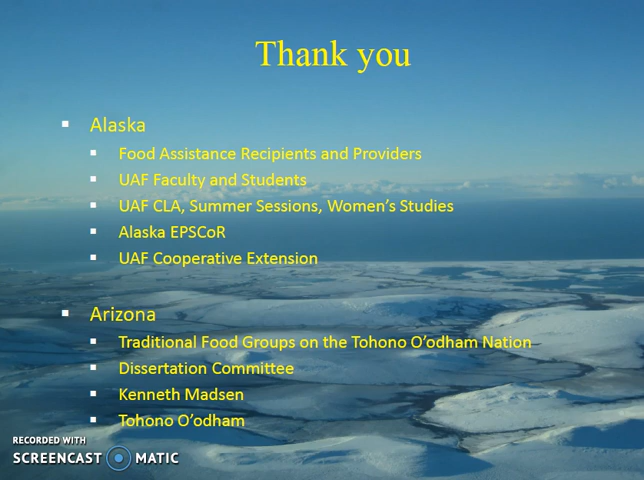 Thank you
Alaska
Food Assistance Recipients and Providers
UAF Faculty and Students
UAF CLA, Summer Sessions, Women's Studies
Alaska EPSCoR
UAF Cooperative Extension
Arizona
Traditional Food Groups on the Tohono O'odham Nation
Dissertation Committee
Kenneth Madsen
Tohono O'odham
RECORDED WITH
SCREENCAST MATIC